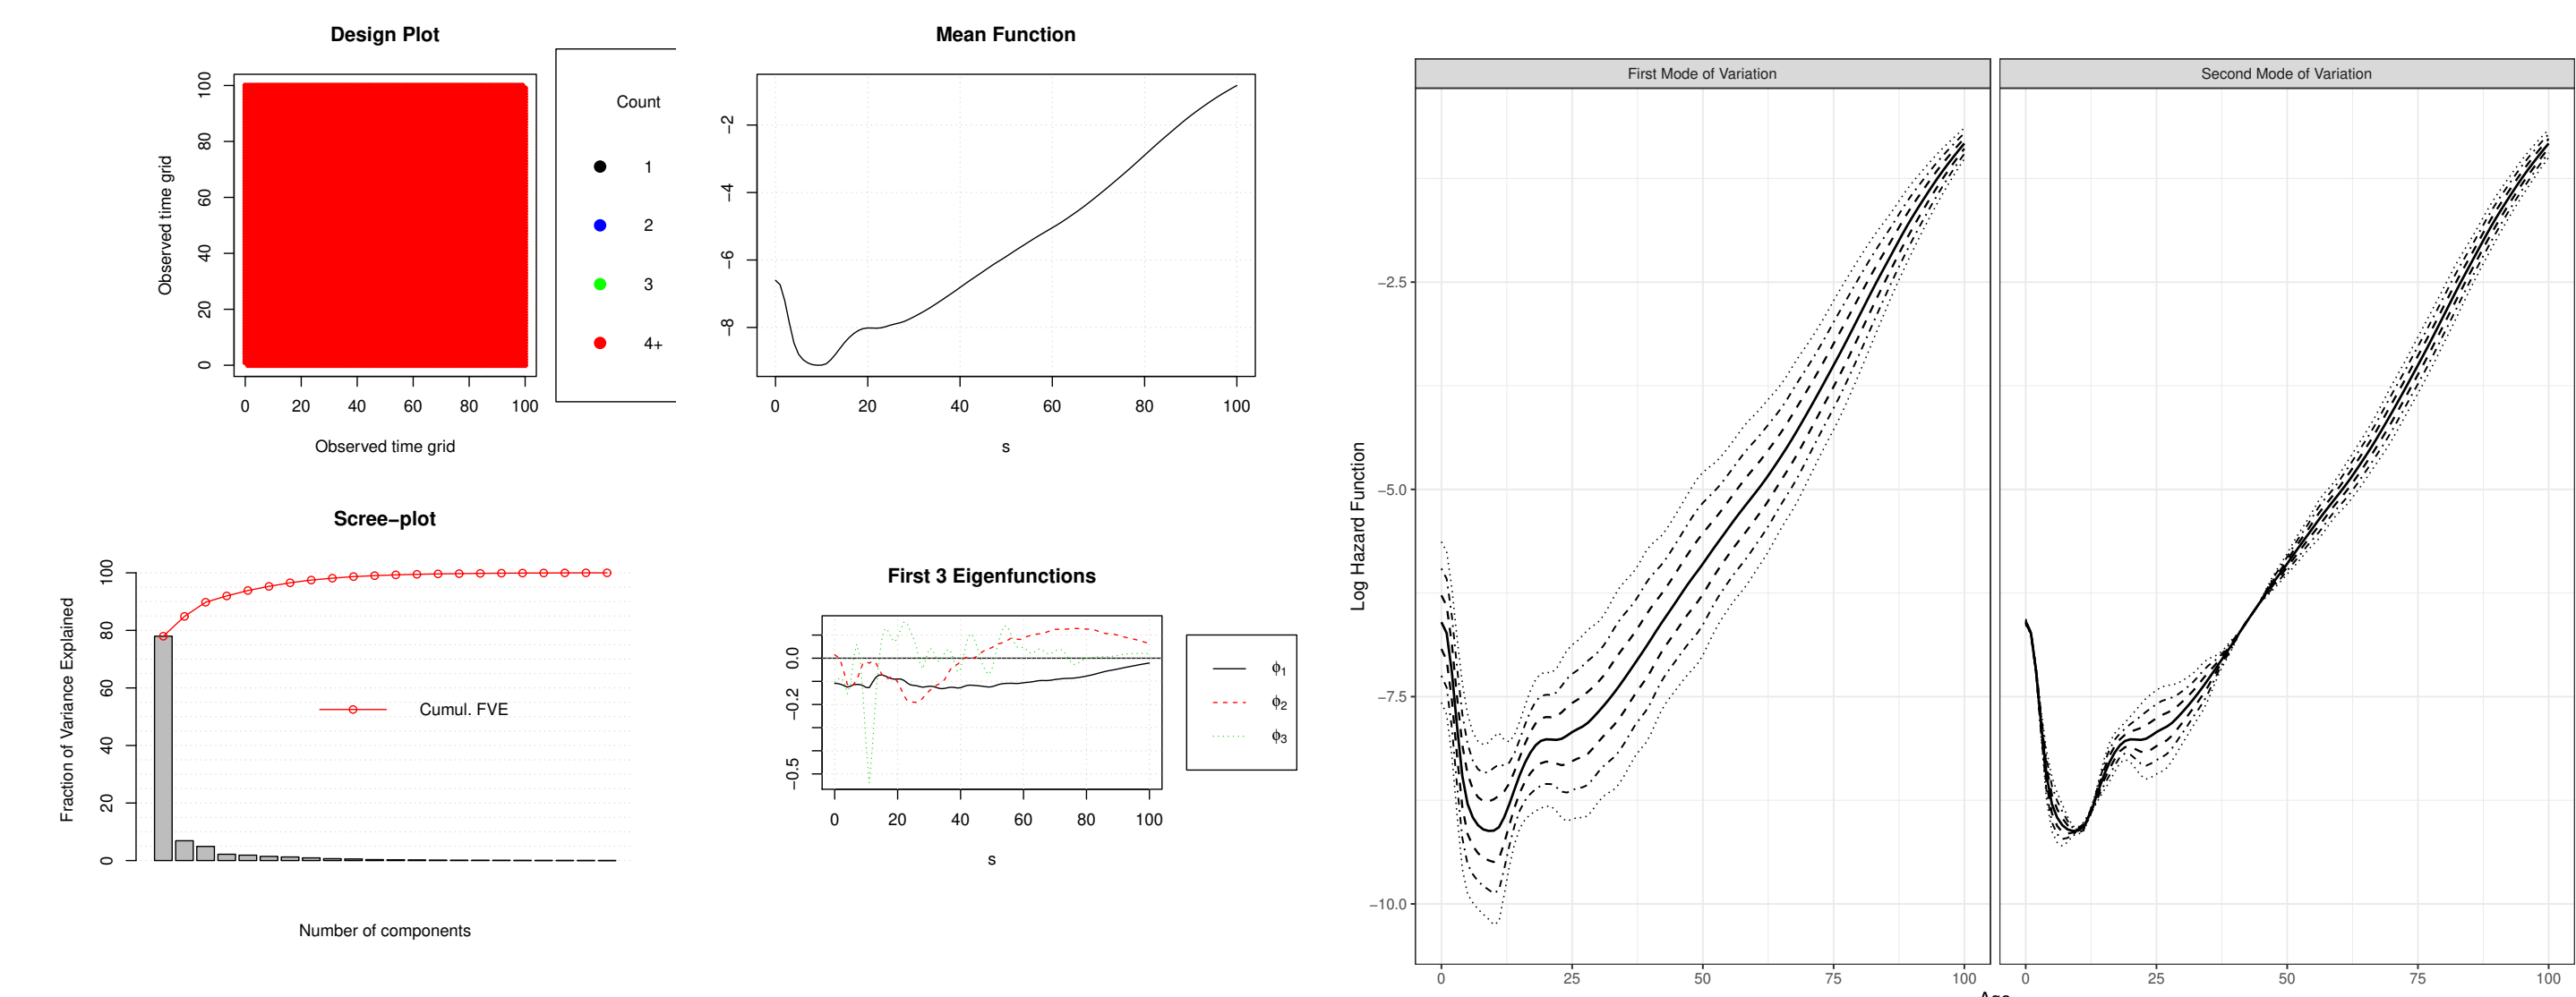 Design Plot
Observed time grid
100
80
60
40
20
0
0 20 40 60 80 100
Observed time grid
Count
1
2
3
4+
Mean Function
−2
−4
−6
−8
0 20 40 60 80 100
s
Scree−plot
Fraction of Variance Explained
100
80
60
40
20
0
Cumul. FVE
Number of components
First 3 Eigenfunctions
0.0
−0.2
−0.5
0 20 40 60 80 100
s
ϕ1
ϕ2
ϕ3
First Mode of Variation
Second Mode of Variation
Log Hazard Function
−2.5
−5.0
−7.5
−10.0
0 25 50 75 100
0 25 50 75 100